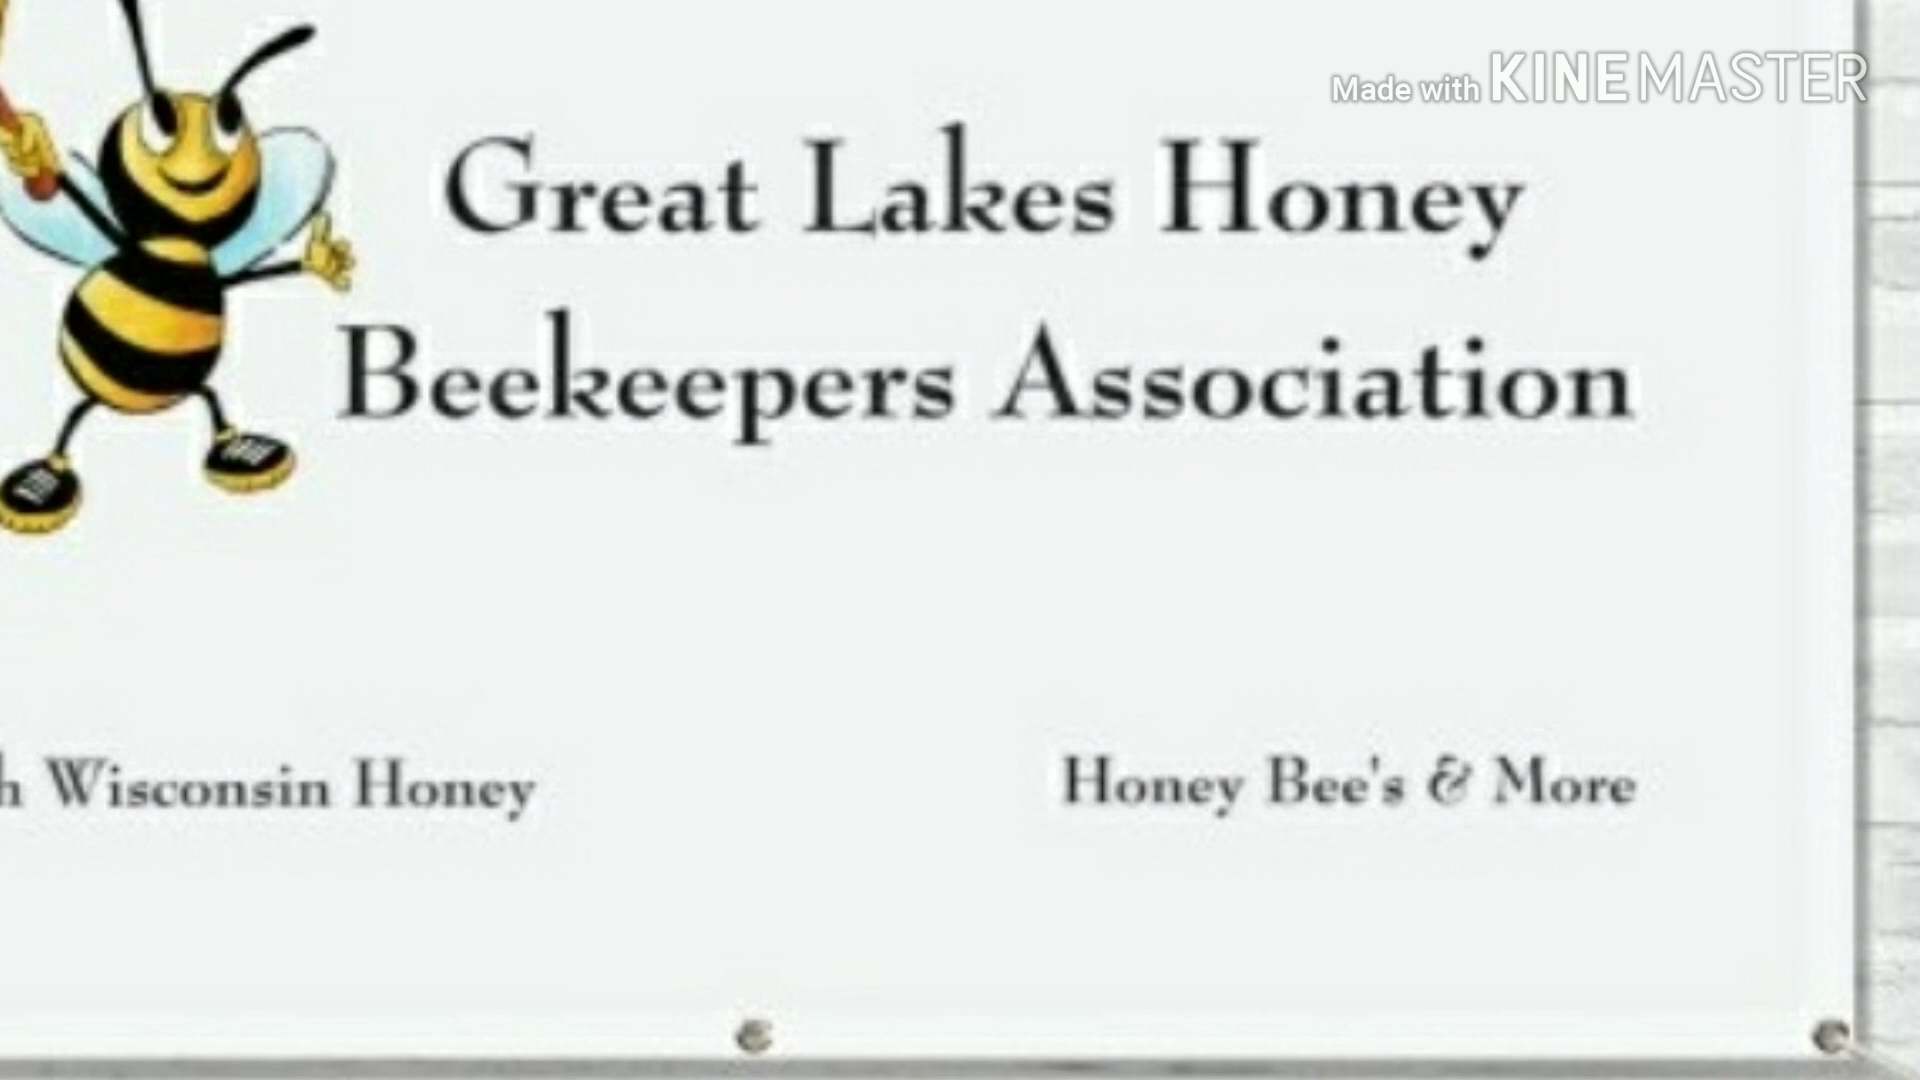 Made with KINEMASTER
Great Lakes Honey
Beekeepers Association
Wisconsin Honey
Honey Bee's & More